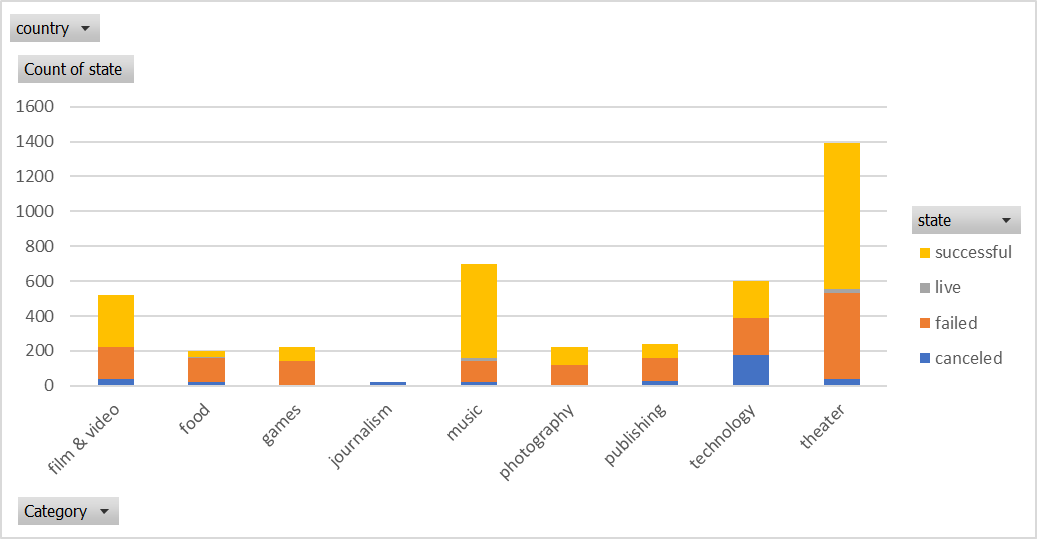 country
Count of state
1600
1400
1200
1000
800
600
400
200
0
film & video
food
games
journalism
music
photography
publishing
technology
theater
state
successful
live
failed
canceled
Category